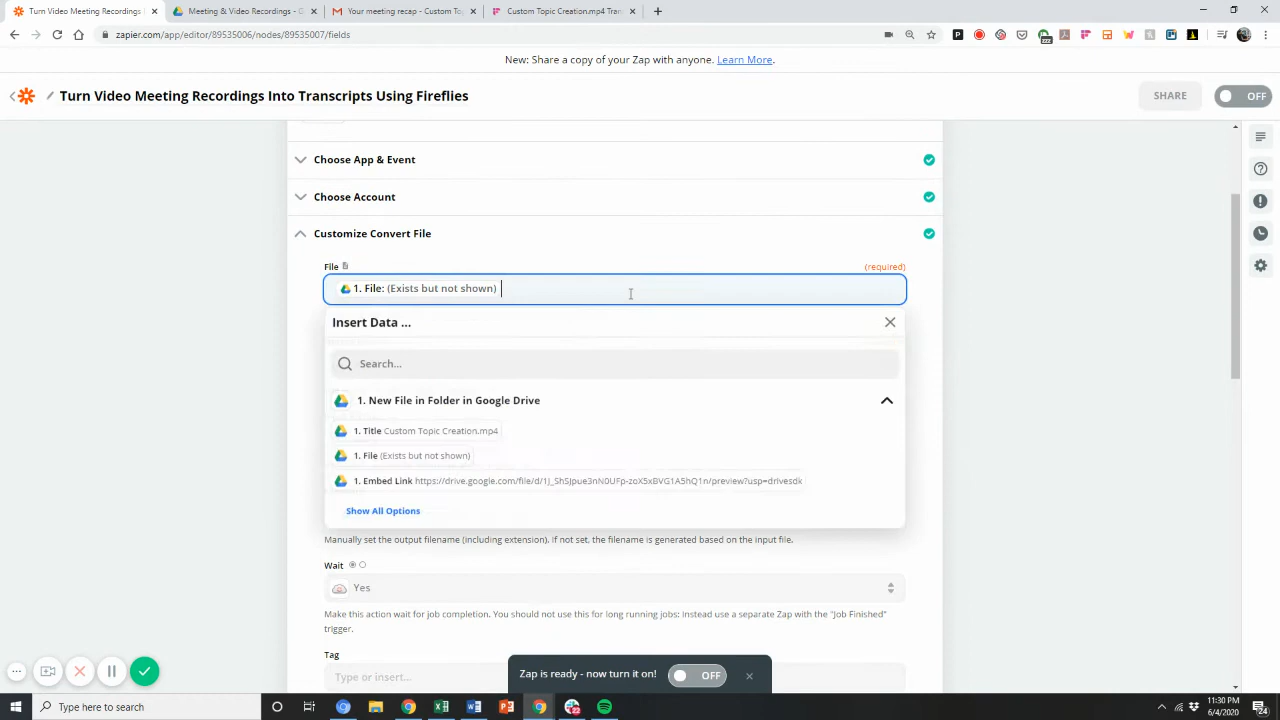 Turn Video Meeting Recordings
Meeting & Video Recordings - G
Your meeting recap - Custom To
Custom Topic Creation.mp4 Tran
zapier.com/app/editor/89535006/nodes/89535007/fields
New: Share a copy of your Zap with anyone. Learn More.
Turn Video Meeting Recordings Into Transcripts Using Fireflies
SHARE
OFF
Choose App & Event
Choose Account
Customize Convert File
File
(required)
1. File: (Exists but not shown)
Insert Data ...
Search...
1. New File in Folder in Google Drive
1. Title Custom Topic Creation.mp4
1. File (Exists but not shown)
1. Embed Link https://drive.google.com/file/d/1J_ShSJpue3nN0UFp-zoX5xBVG1A5hQ1n/preview?usp=drivesdk
Show All Options
Manually set the output filename (including extension). If not set, the filename is generated based on the input file.
Wait
Yes
Make this action wait for job completion. You should not use this for long running jobs: Instead use a separate Zap with the "Job Finished"
trigger.
Tag
Type or insert...
Zap is ready - now turn it on!
OFF
Type here to search
11:30 PM
6/4/2020